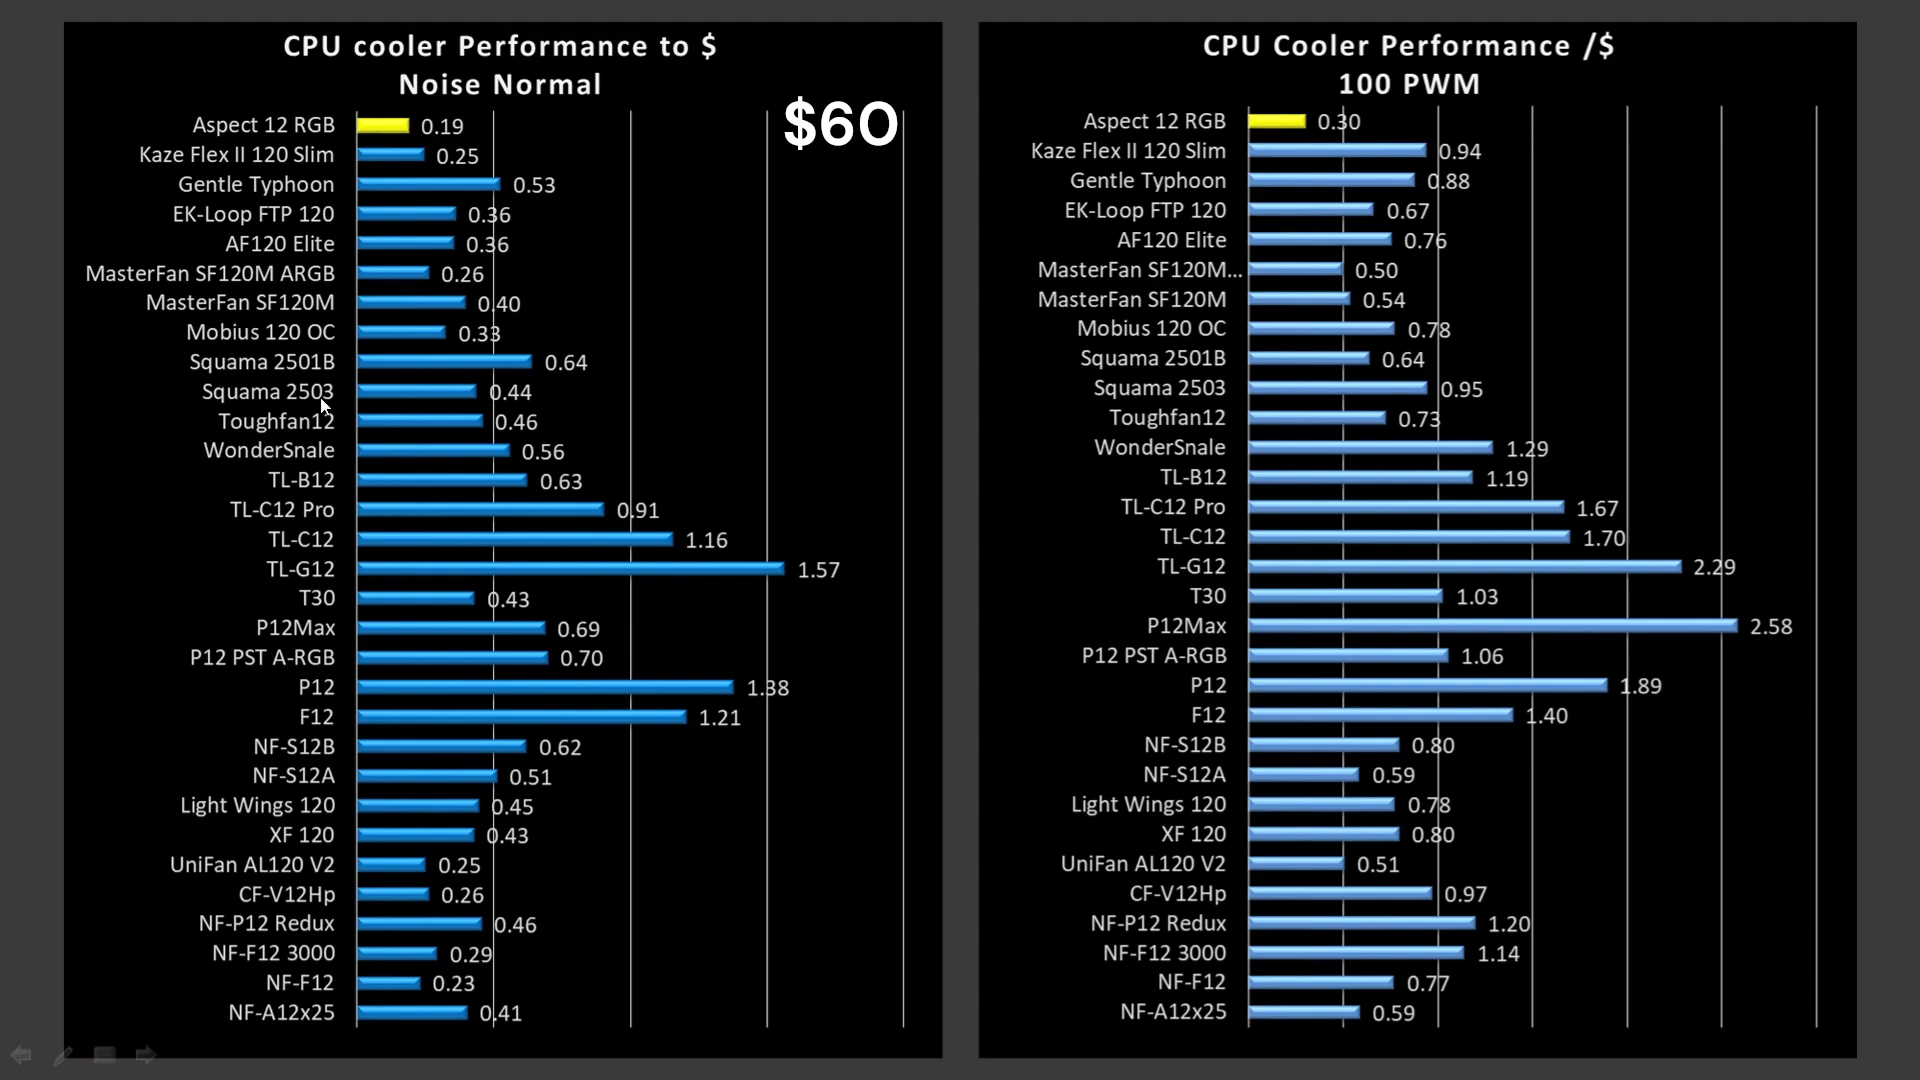 CPU cooler Performance to $
Noise Normal
$60
Aspect 12 RGB 0.19
Kaze Flex II 120 Slim 0.25
Gentle Typhoon 0.53
EK-Loop FTP 120 0.36
AF120 Elite 0.36
MasterFan SF120M ARGB 0.26
MasterFan SF120M 0.40
Mobius 120 OC 0.33
Squama 2501B 0.64
Squama 2503 0.44
Toughfan12 0.46
WonderSnale 0.56
TL-B12 0.63
TL-C12 Pro 0.91
TL-C12 1.16
TL-G12 1.57
T30 0.43
P12Max 0.69
P12 PST A-RGB 0.70
P12 1.38
F12 1.21
NF-S12B 0.62
NF-S12A 0.51
Light Wings 120 0.45
XF 120 0.43
UniFan AL120 V2 0.25
CF-V12Hp 0.26
NF-P12 Redux 0.46
NF-F12 3000 0.29
NF-F12 0.23
NF-A12x25 0.41
CPU Cooler Performance /$
100 PWM
Aspect 12 RGB 0.30
Kaze Flex II 120 Slim 0.94
Gentle Typhoon 0.88
EK-Loop FTP 120 0.67
AF120 Elite 0.76
MasterFan SF120M... 0.50
MasterFan SF120M 0.54
Mobius 120 OC 0.78
Squama 2501B 0.64
Squama 2503 0.95
Toughfan12 0.73
WonderSnale 1.29
TL-B12 1.19
TL-C12 Pro 1.67
TL-C12 1.70
TL-G12 2.29
T30 1.03
P12Max 2.58
P12 PST A-RGB 1.06
P12 1.89
F12 1.40
NF-S12B 0.80
NF-S12A 0.59
Light Wings 120 0.78
XF 120 0.80
UniFan AL120 V2 0.51
CF-V12Hp 0.97
NF-P12 Redux 1.20
NF-F12 3000 1.14
NF-F12 0.77
NF-A12x25 0.59